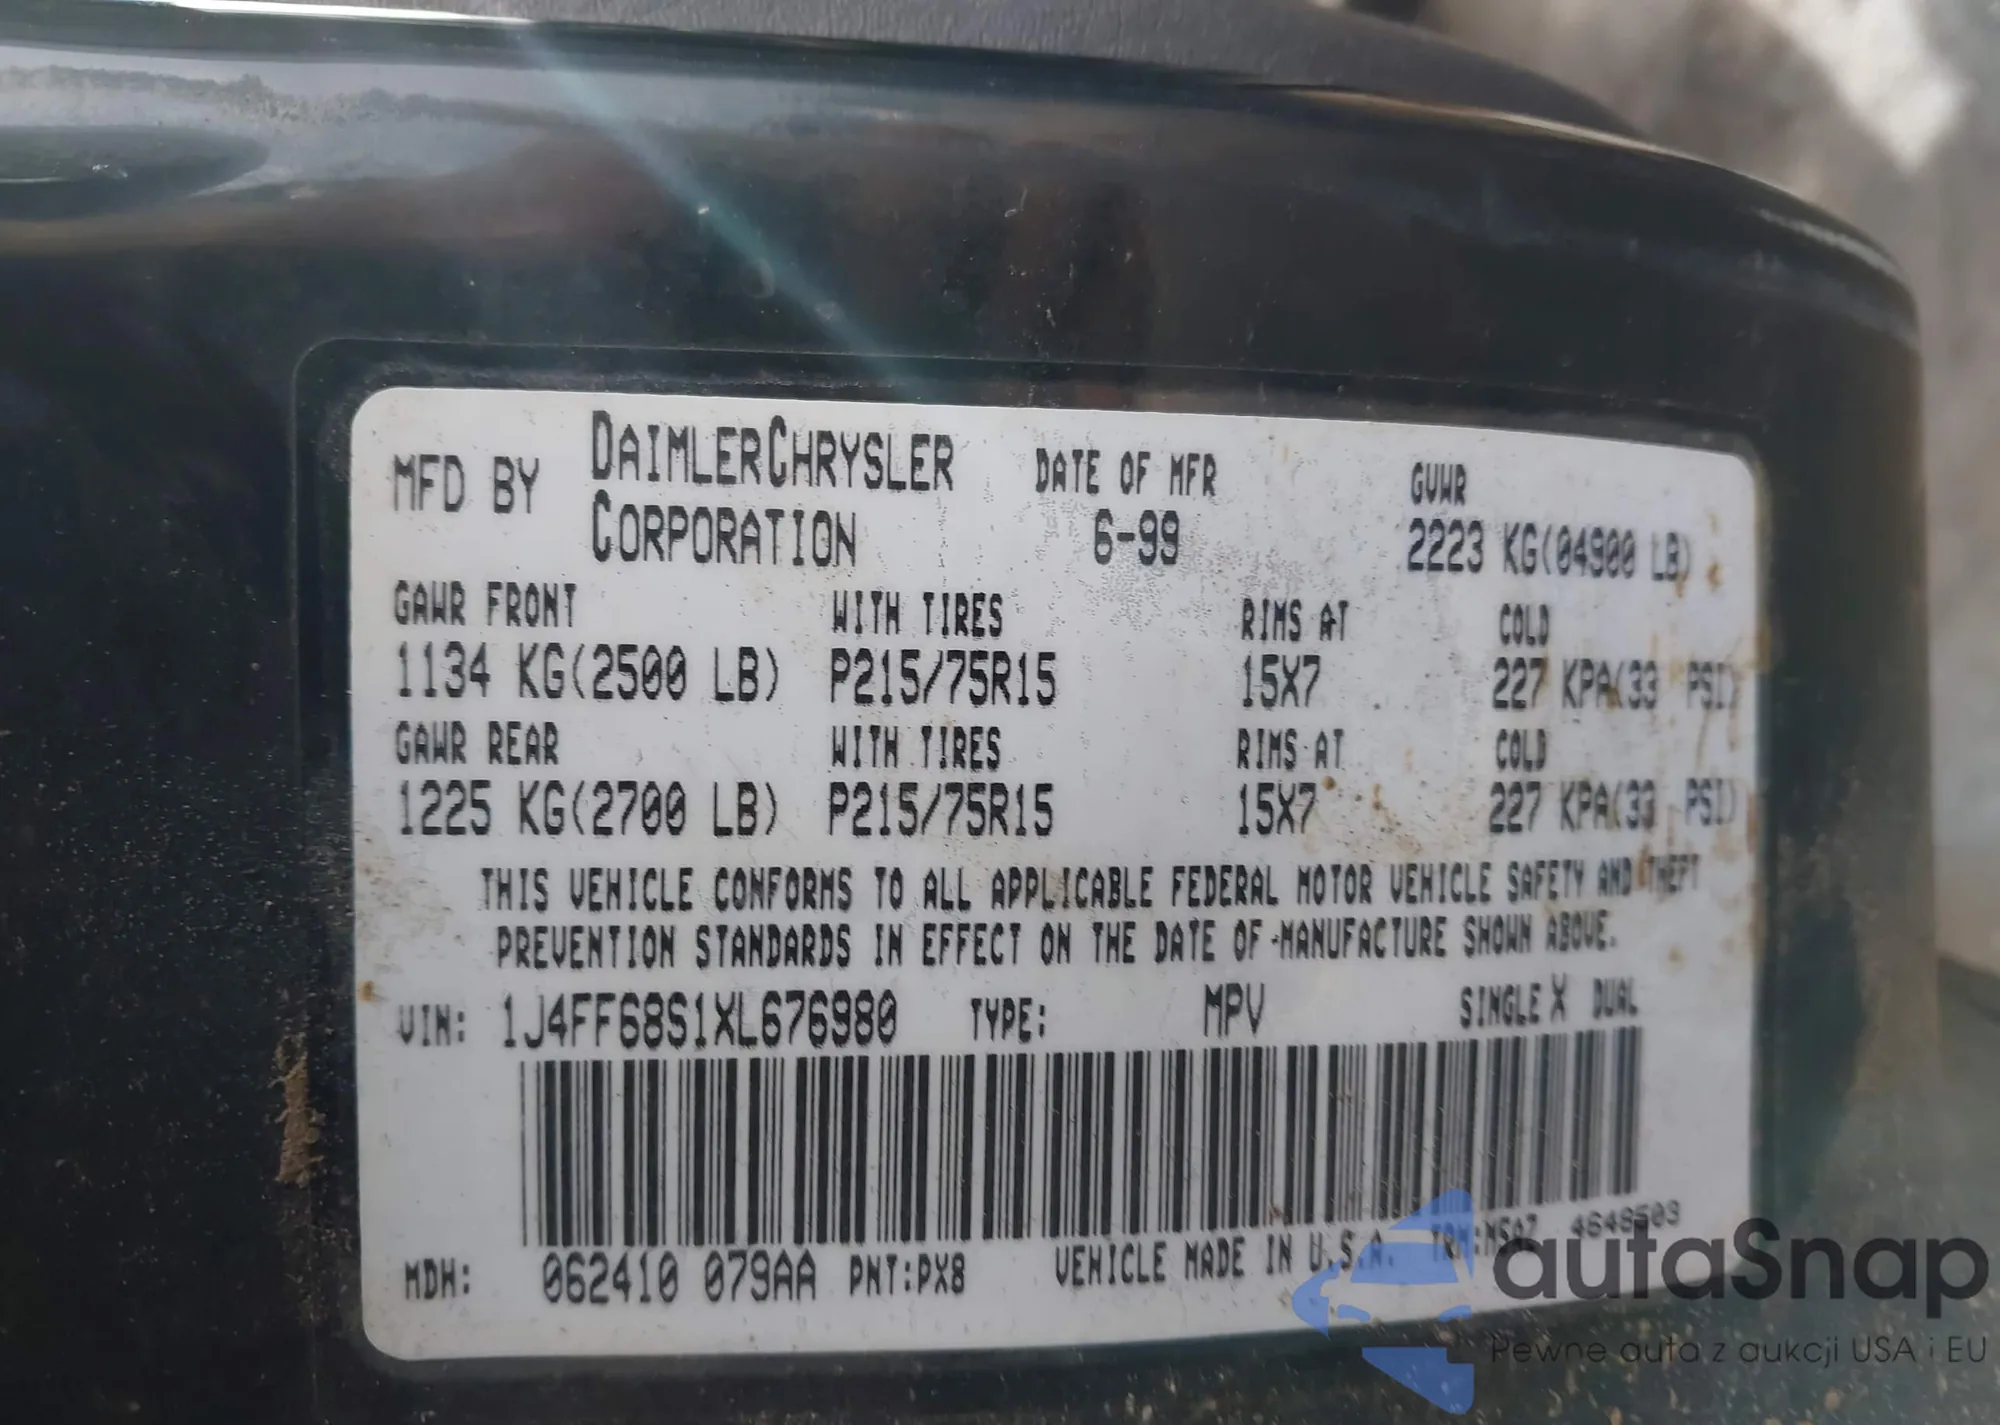 MFD BY DAIMLERCHRYSLER CORPORATION DATE OF MFR 6-99 GVWR 2223 KG(04900 LB)
GAWR FRONT WITH TIRES RIMS AT COLD
1134 KG(2500 LB) P215/75R15 15X7 227 KPA(33 PSI)
GAWR REAR WITH TIRES RIMS AT COLD
1225 KG(2700 LB) P215/75R15 15X7 227 KPA(33 PSI)
THIS VEHICLE CONFORMS TO ALL APPLICABLE FEDERAL MOTOR VEHICLE SAFETY AND THEFT
PREVENTION STANDARDS IN EFFECT ON THE DATE OF MANUFACTURE SHOWN ABOVE.
VIN: 1J4FF68S1XL676980 TYPE: MPV SINGLE X DUAL
MDH: 062410 079AA PNT:PX8 VEHICLE MADE IN U.S.A. 4648503
autaSnap
Pewne auta z aukcji USA i EU